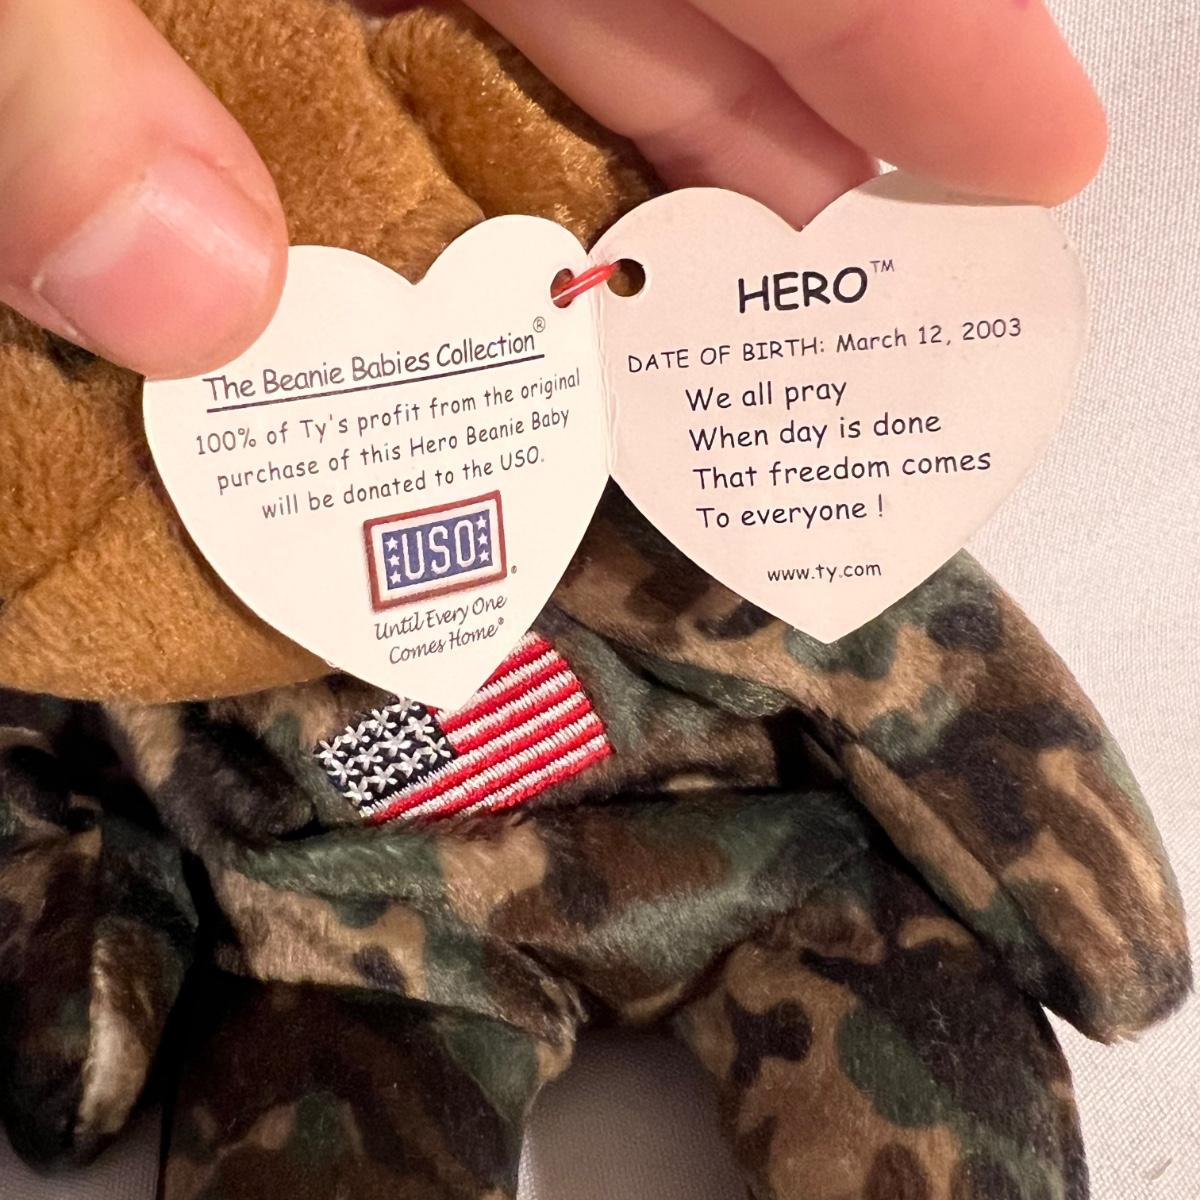 The Beanie Babies Collection®
100% of Ty's profit from the original
purchase of this Hero Beanie Baby
will be donated to the USO.
USO
Until Every One
Comes Home®
HERO™
DATE OF BIRTH: March 12, 2003
We all pray
When day is done
That freedom comes
To everyone !
www.ty.com